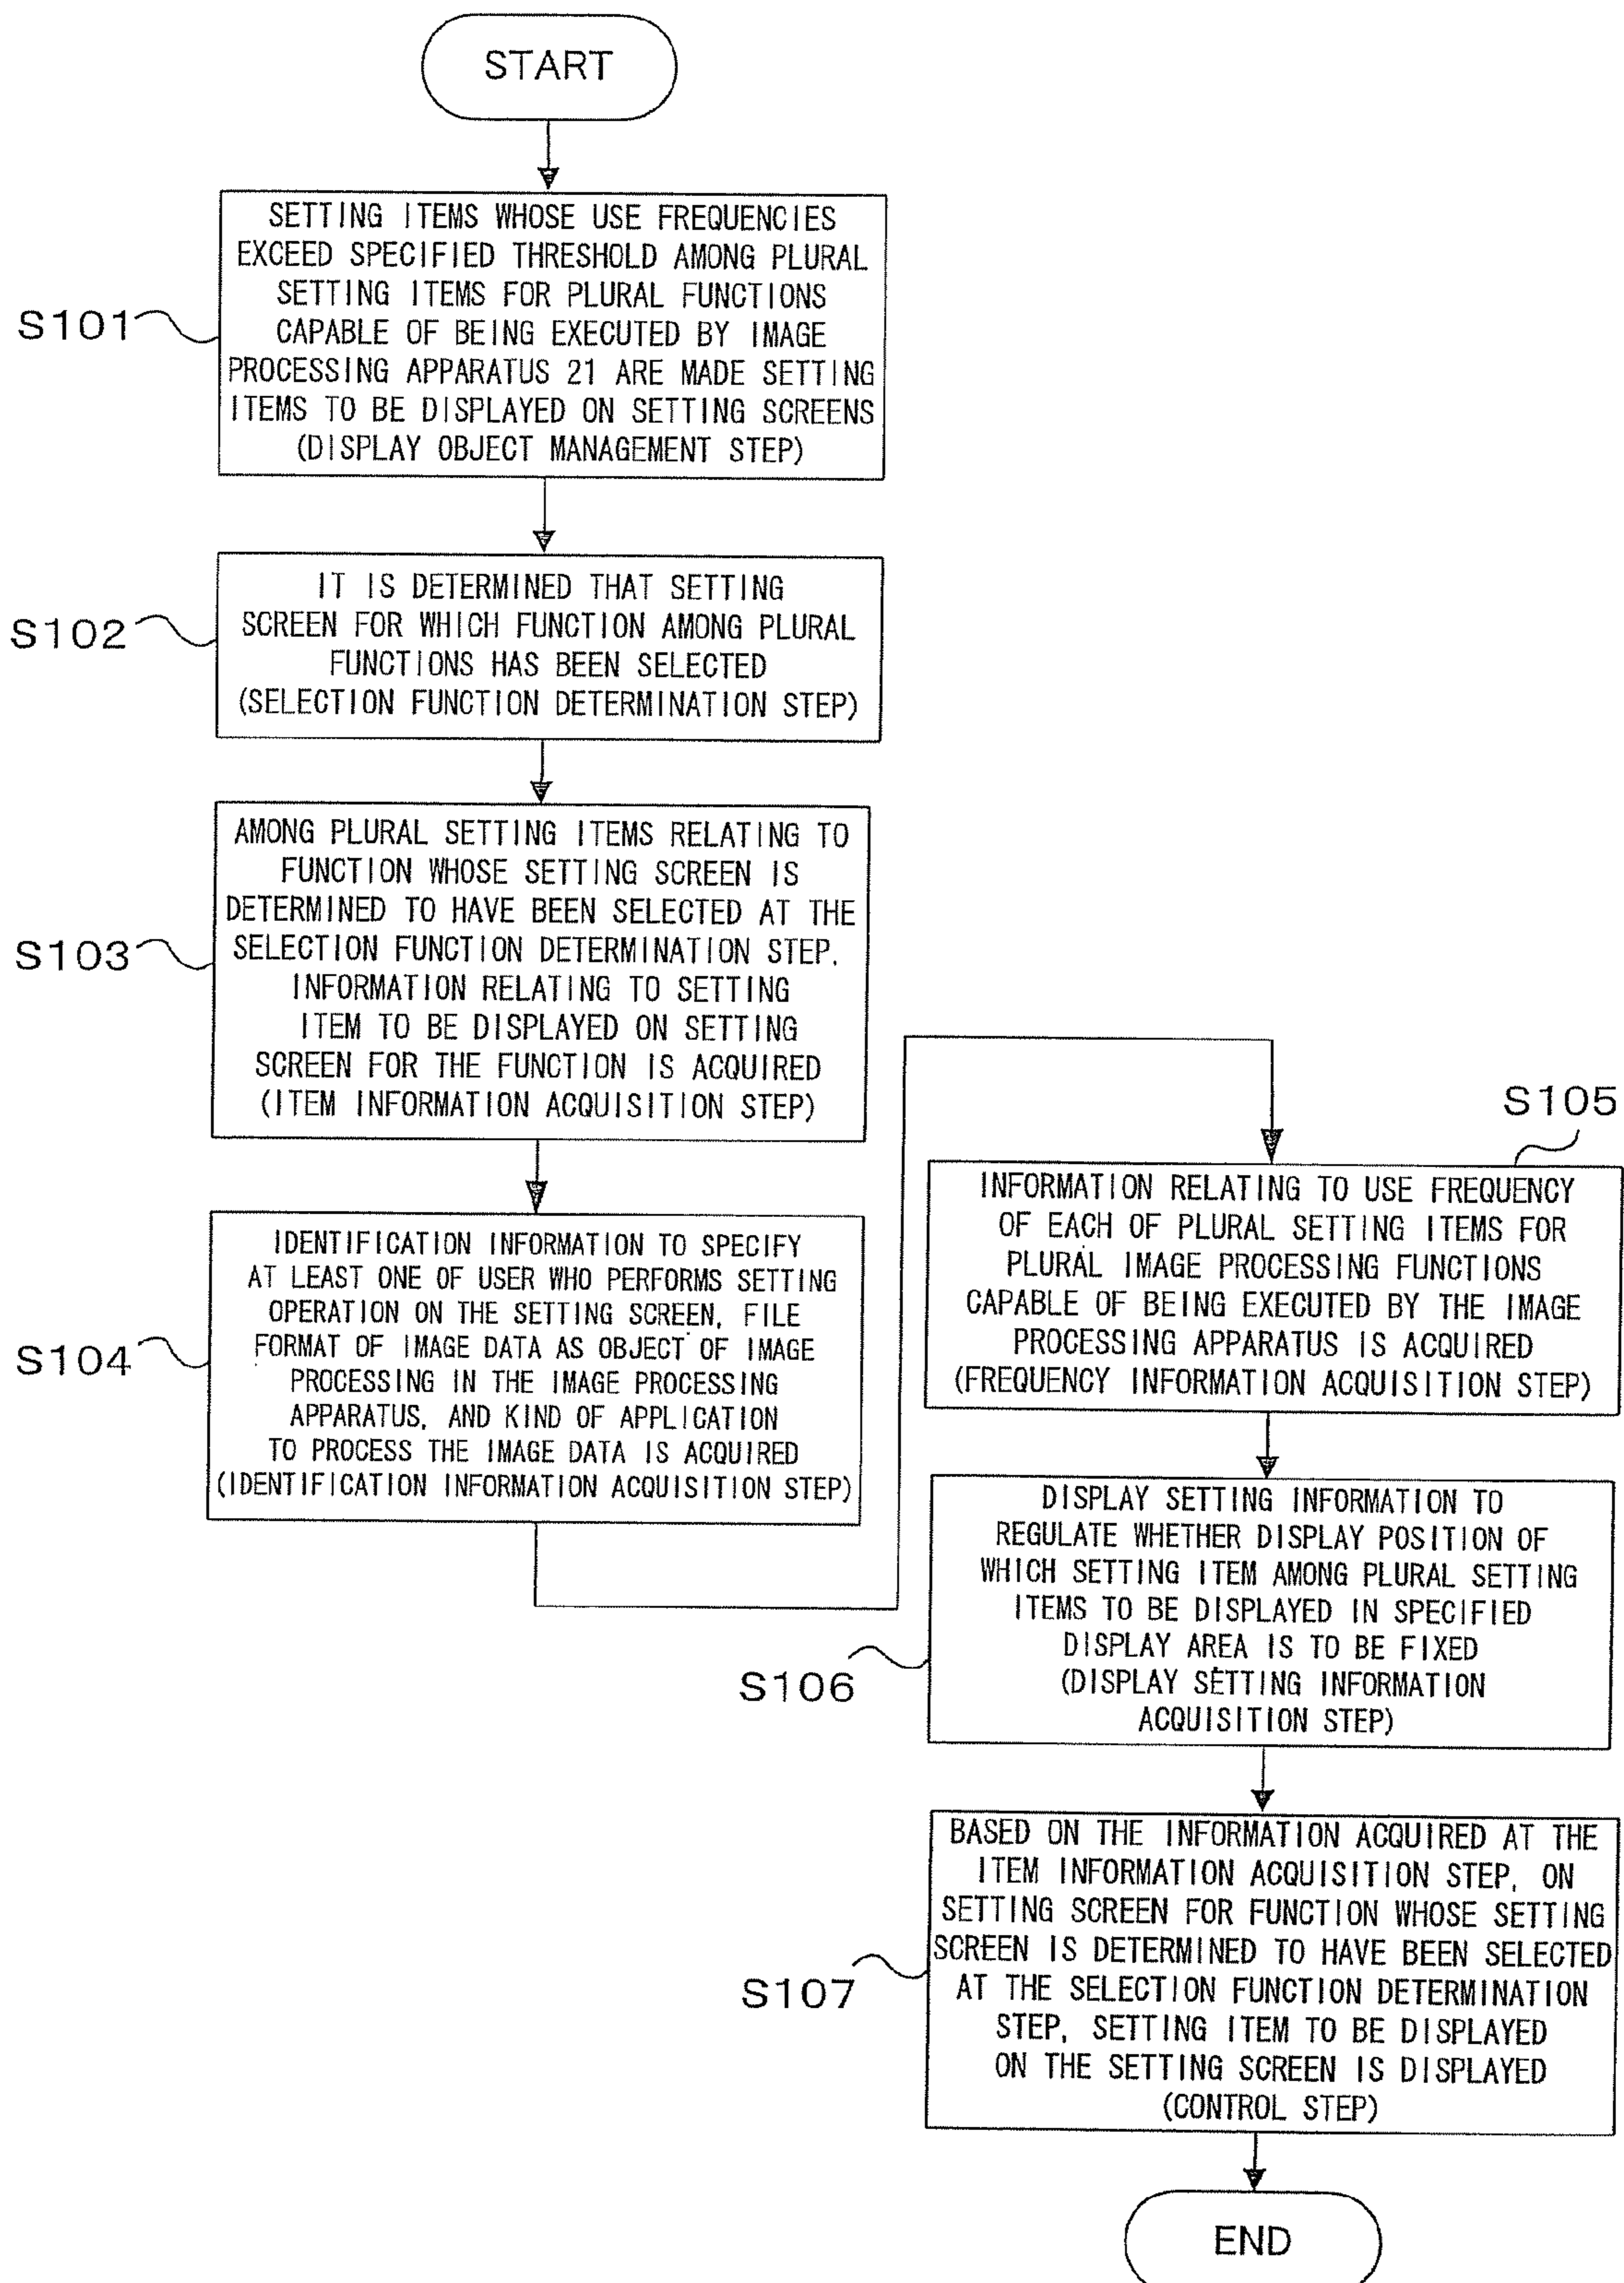 START
S101
SETTING ITEMS WHOSE USE FREQUENCIES
EXCEED SPECIFIED THRESHOLD AMONG PLURAL
SETTING ITEMS FOR PLURAL FUNCTIONS
CAPABLE OF BEING EXECUTED BY IMAGE
PROCESSING APPARATUS 21 ARE MADE SETTING
ITEMS TO BE DISPLAYED ON SETTING SCREENS
(DISPLAY OBJECT MANAGEMENT STEP)
S102
IT IS DETERMINED THAT SETTING
SCREEN FOR WHICH FUNCTION AMONG PLURAL
FUNCTIONS HAS BEEN SELECTED
(SELECTION FUNCTION DETERMINATION STEP)
S103
AMONG PLURAL SETTING ITEMS RELATING TO
FUNCTION WHOSE SETTING SCREEN IS
DETERMINED TO HAVE BEEN SELECTED AT THE
SELECTION FUNCTION DETERMINATION STEP,
INFORMATION RELATING TO SETTING
ITEM TO BE DISPLAYED ON SETTING
SCREEN FOR THE FUNCTION IS ACQUIRED
(ITEM INFORMATION ACQUISITION STEP)
S104
IDENTIFICATION INFORMATION TO SPECIFY
AT LEAST ONE OF USER WHO PERFORMS SETTING
OPERATION ON THE SETTING SCREEN, FILE
FORMAT OF IMAGE DATA AS OBJECT OF IMAGE
PROCESSING IN THE IMAGE PROCESSING
APPARATUS, AND KIND OF APPLICATION
TO PROCESS THE IMAGE DATA IS ACQUIRED
(IDENTIFICATION INFORMATION ACQUISITION STEP)
S105
INFORMATION RELATING TO USE FREQUENCY
OF EACH OF PLURAL SETTING ITEMS FOR
PLURAL IMAGE PROCESSING FUNCTIONS
CAPABLE OF BEING EXECUTED BY THE IMAGE
PROCESSING APPARATUS IS ACQUIRED
(FREQUENCY INFORMATION ACQUISITION STEP)
S106
DISPLAY SETTING INFORMATION TO
REGULATE WHETHER DISPLAY POSITION OF
WHICH SETTING ITEM AMONG PLURAL SETTING
ITEMS TO BE DISPLAYED IN SPECIFIED
DISPLAY AREA IS TO BE FIXED
(DISPLAY SETTING INFORMATION
ACQUISITION STEP)
S107
BASED ON THE INFORMATION ACQUIRED AT THE
ITEM INFORMATION ACQUISITION STEP, ON
SETTING SCREEN FOR FUNCTION WHOSE SETTING
SCREEN IS DETERMINED TO HAVE BEEN SELECTED
AT THE SELECTION FUNCTION DETERMINATION
STEP, SETTING ITEM TO BE DISPLAYED
ON THE SETTING SCREEN IS DISPLAYED
(CONTROL STEP)
END